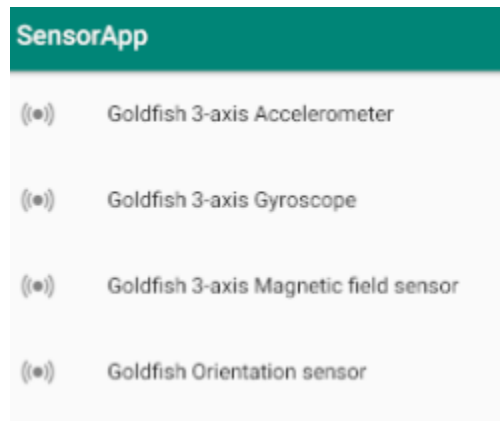 SensorApp
Goldfish 3-axis Accelerometer
Goldfish 3-axis Gyroscope
Goldfish 3-axis Magnetic field sensor
Goldfish Orientation sensor